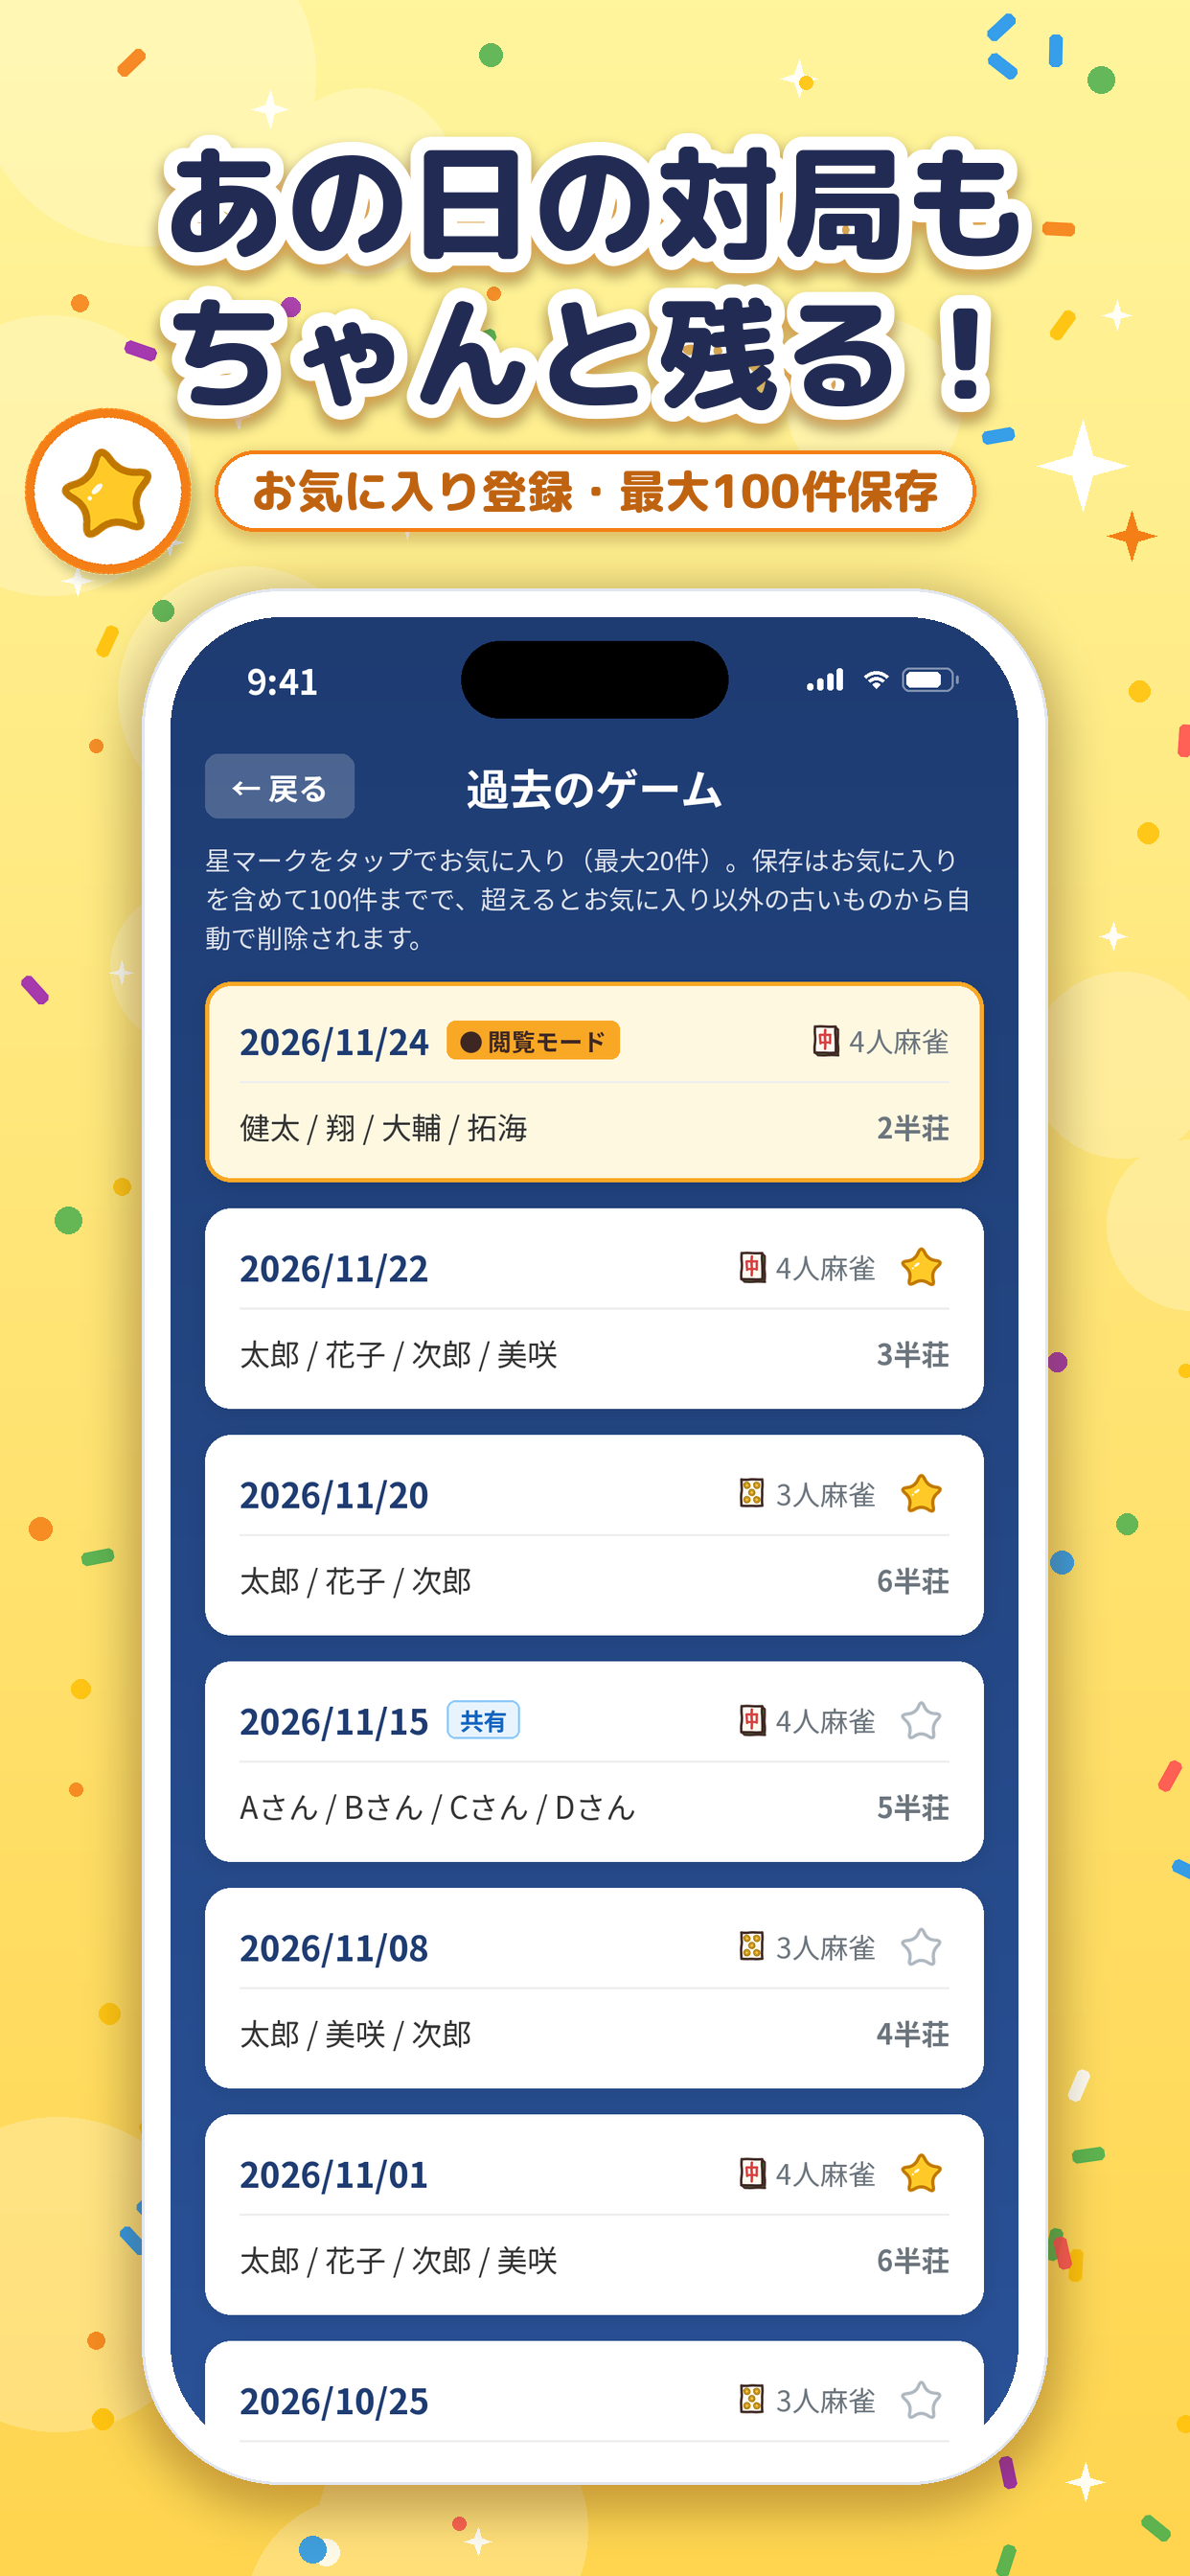 あの日の対局も
ちゃんと残る！
お気に入り登録・最大100件保存
9:41
← 戻る
過去のゲーム
星マークをタップでお気に入り（最大20件）。保存はお気に入り
を含めて100件までで、超えるとお気に入り以外の古いものから自
動で削除されます。
2026/11/24 ● 閲覧モード 中 4人麻雀
健太 / 翔 / 大輔 / 拓海 2半荘
2026/11/22 中 4人麻雀
太郎 / 花子 / 次郎 / 美咲 3半荘
2026/11/20 3人麻雀
太郎 / 花子 / 次郎 6半荘
2026/11/15 共有 中 4人麻雀
Aさん / Bさん / Cさん / Dさん 5半荘
2026/11/08 3人麻雀
太郎 / 美咲 / 次郎 4半荘
2026/11/01 中 4人麻雀
太郎 / 花子 / 次郎 / 美咲 6半荘
2026/10/25 3人麻雀